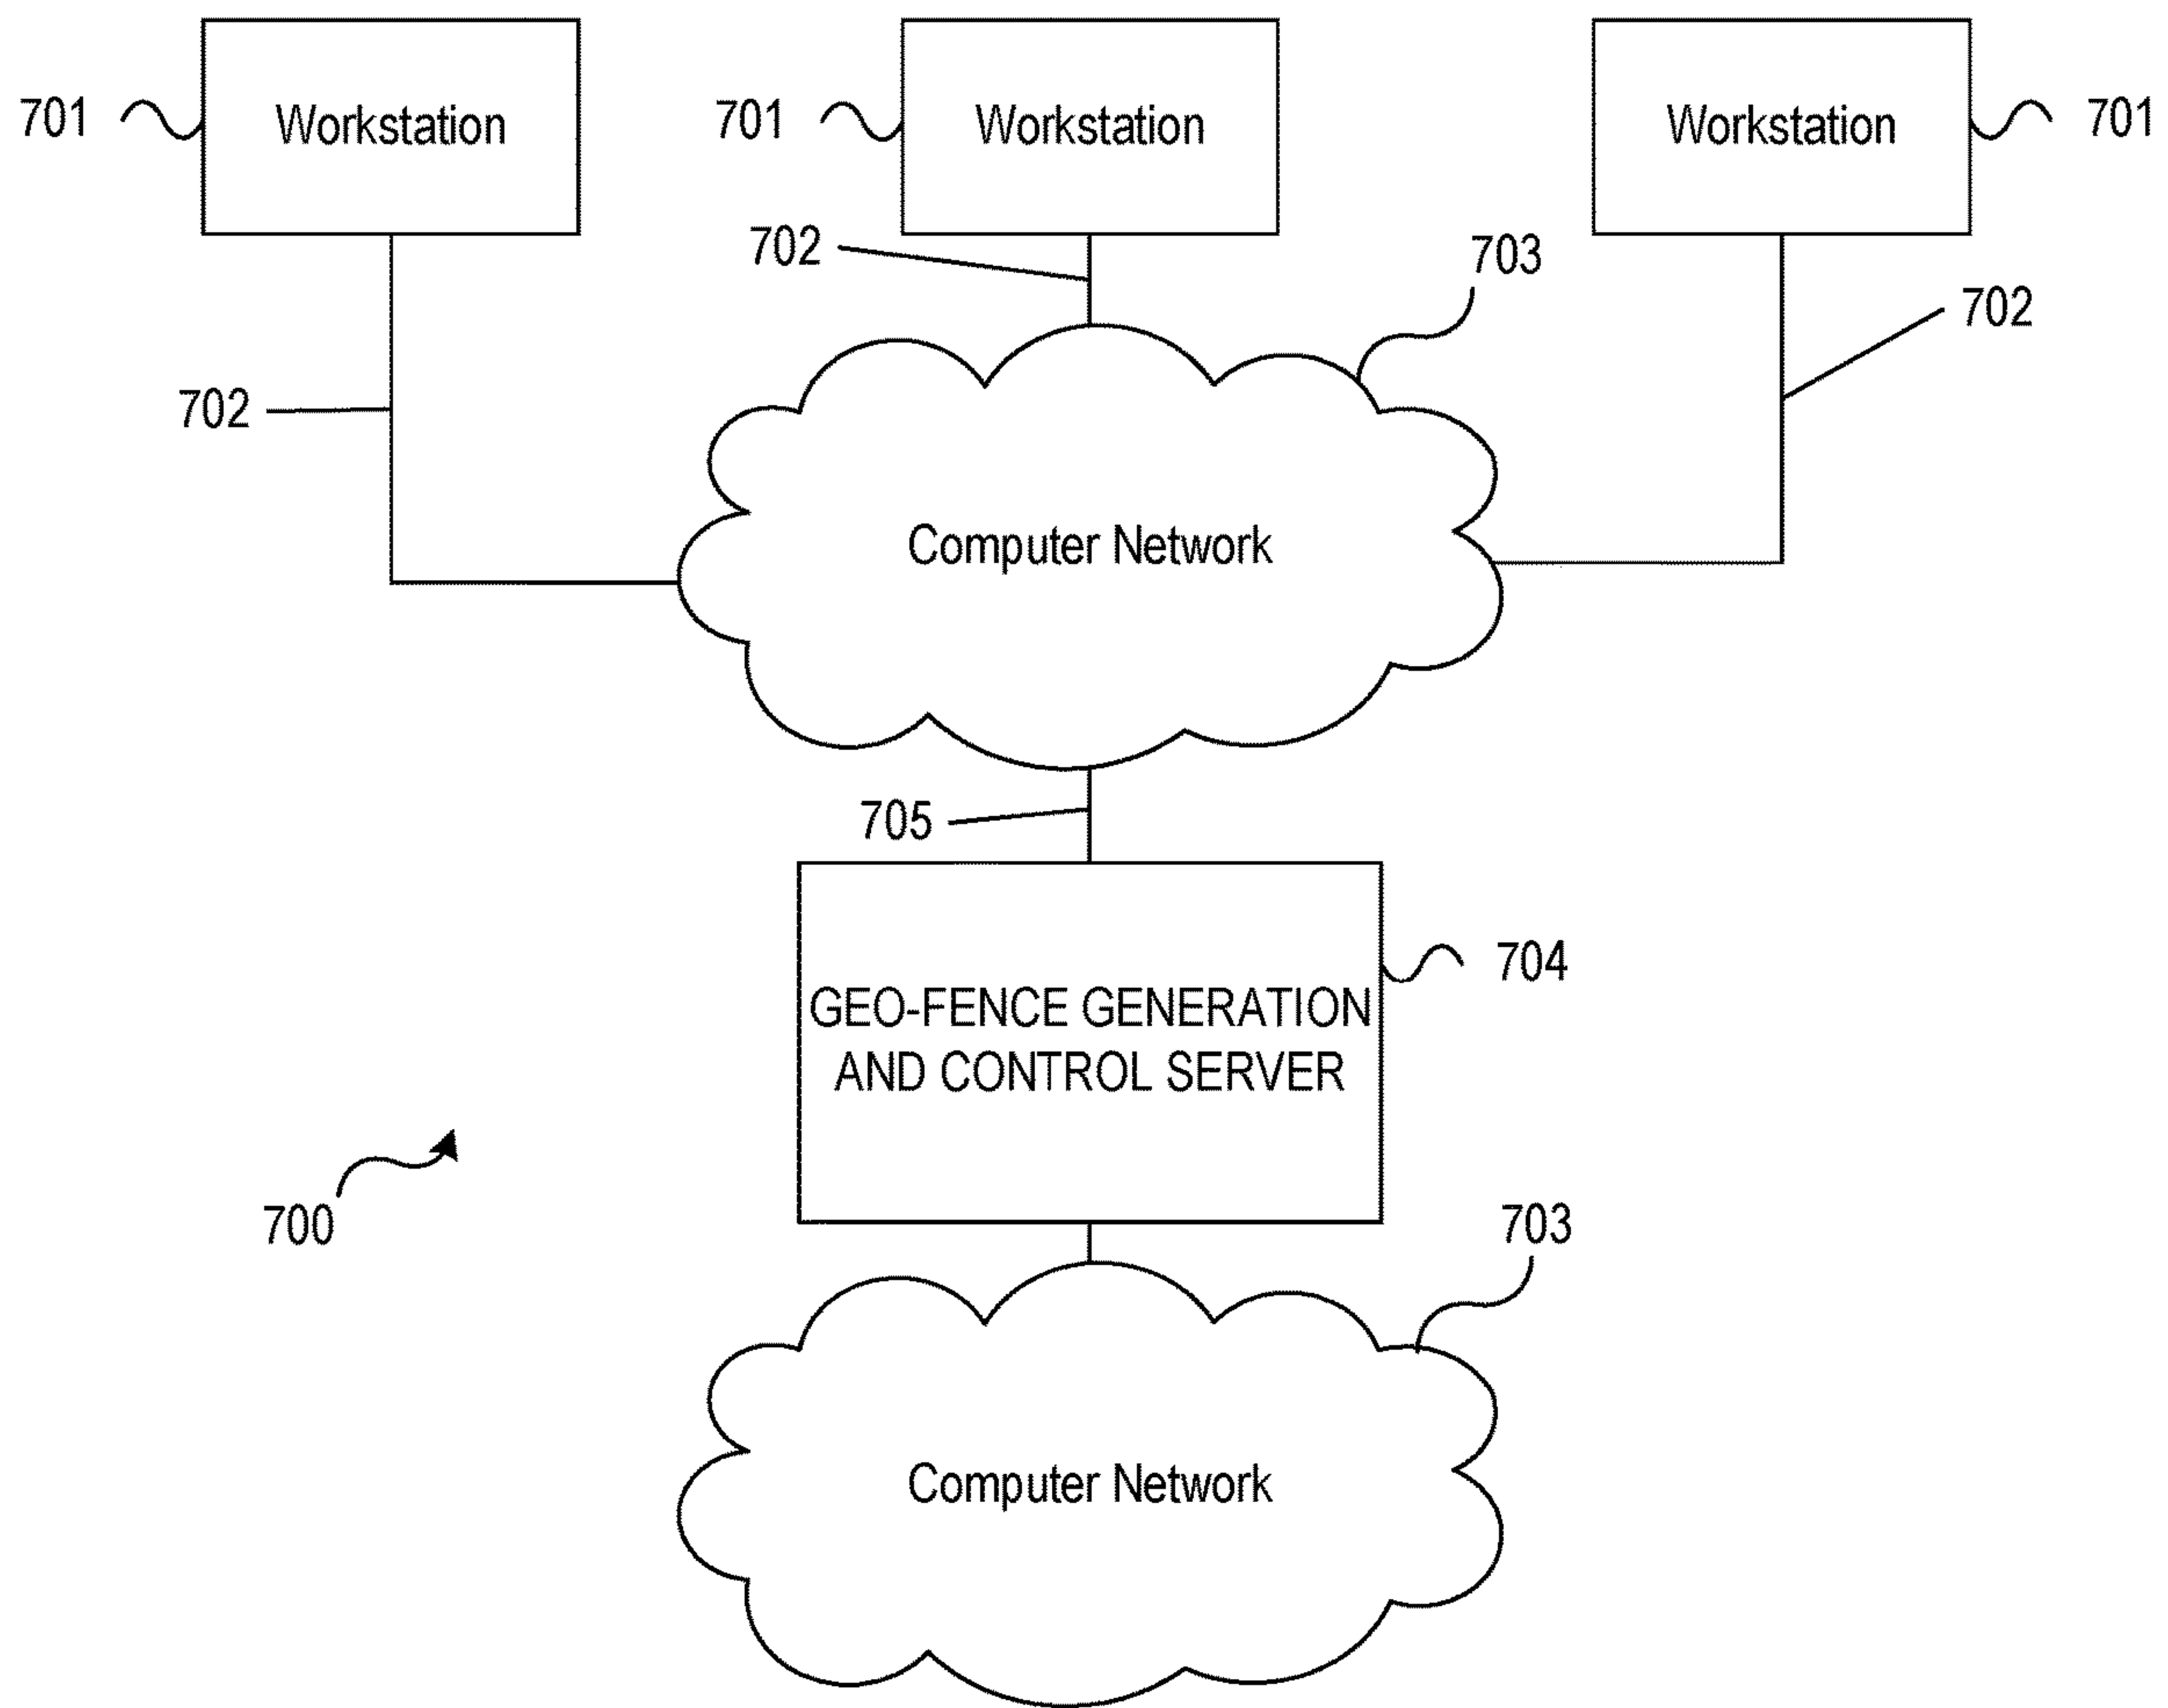 701
Workstation
701
Workstation
Workstation
701
702
703
702
702
Computer Network
705
704
GEO-FENCE GENERATION
AND CONTROL SERVER
700
703
Computer Network